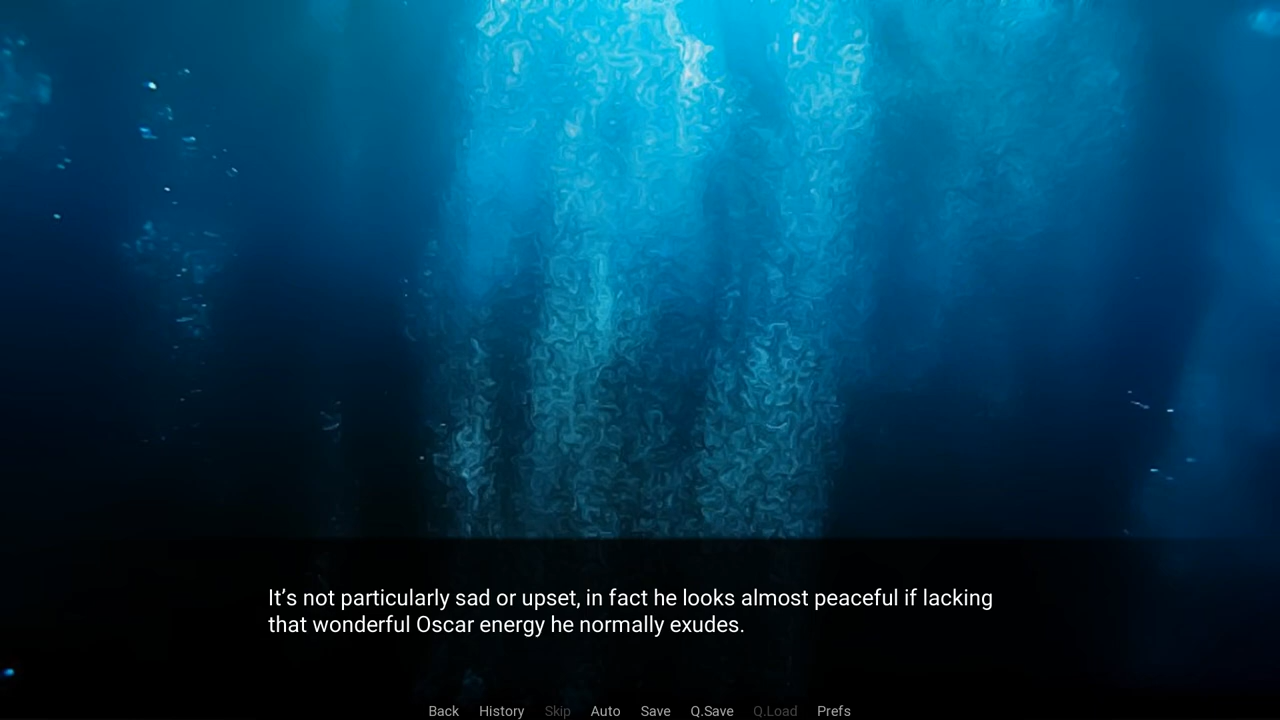 It’s not particularly sad or upset, in fact he looks almost peaceful if lacking
that wonderful Oscar energy he normally exudes.
Back History Skip Auto Save Q.Save Q.Load Prefs